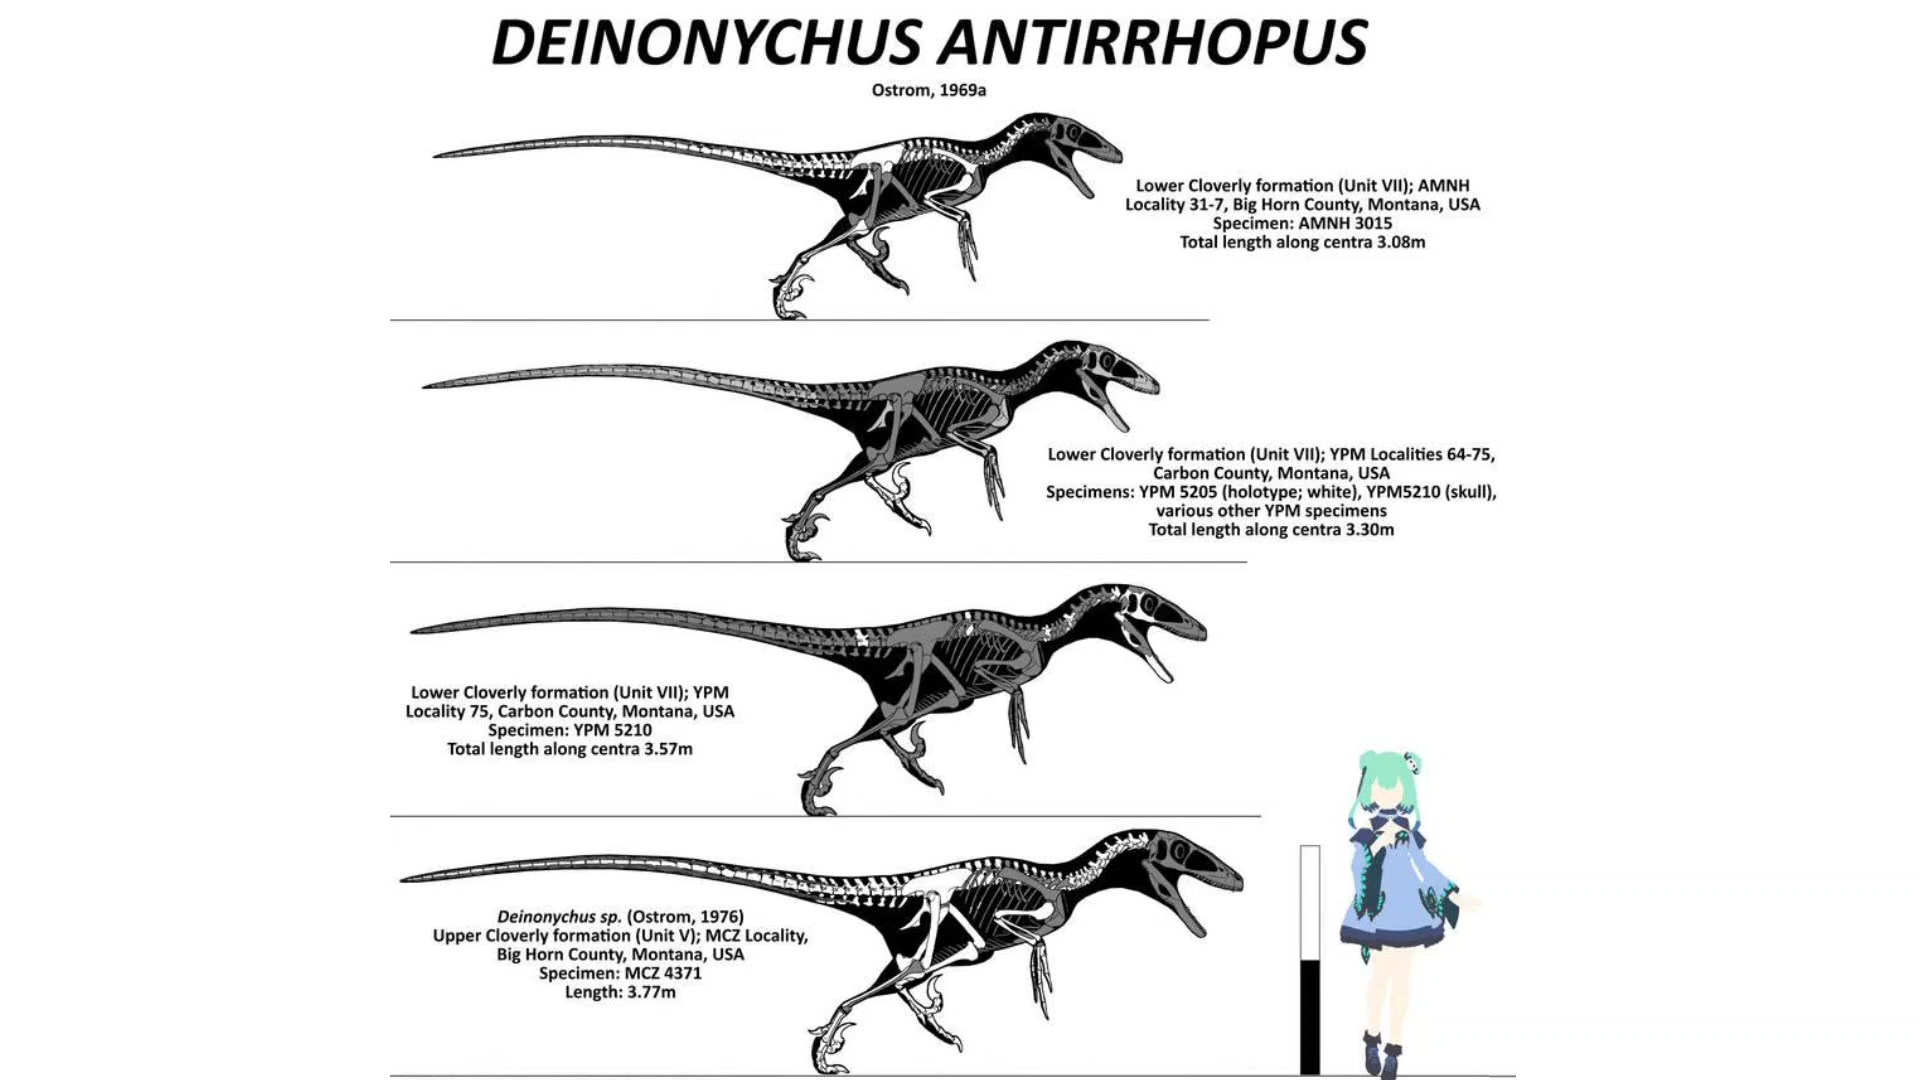 DEINONYCHUS ANTIRRHOPUS
Ostrom, 1969a
Lower Cloverly formation (Unit VII); AMNH
Locality 31-7, Big Horn County, Montana, USA
Specimen: AMNH 3015
Total length along centra 3.08m
Lower Cloverly formation (Unit VII); YPM Localities 64-75,
Carbon County, Montana, USA
Specimens: YPM 5205 (holotype; white), YPM5210 (skull),
various other YPM specimens
Total length along centra 3.30m
Lower Cloverly formation (Unit VII); YPM
Locality 75, Carbon County, Montana, USA
Specimen: YPM 5210
Total length along centra 3.57m
Deinonychus sp. (Ostrom, 1976)
Upper Cloverly formation (Unit V); MCZ Locality,
Big Horn County, Montana, USA
Specimen: MCZ 4371
Length: 3.77m